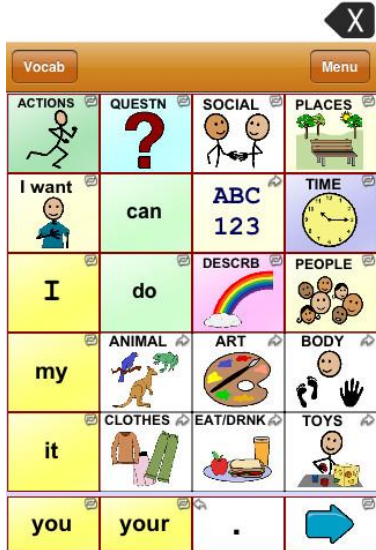 X
Vocab Menu
ACTIONS QUESTN SOCIAL PLACES
?
I want can ABC TIME
123
I do DESCRB PEOPLE
my ANIMAL ART BODY
it CLOTHES EAT/DRNK TOYS
you your .